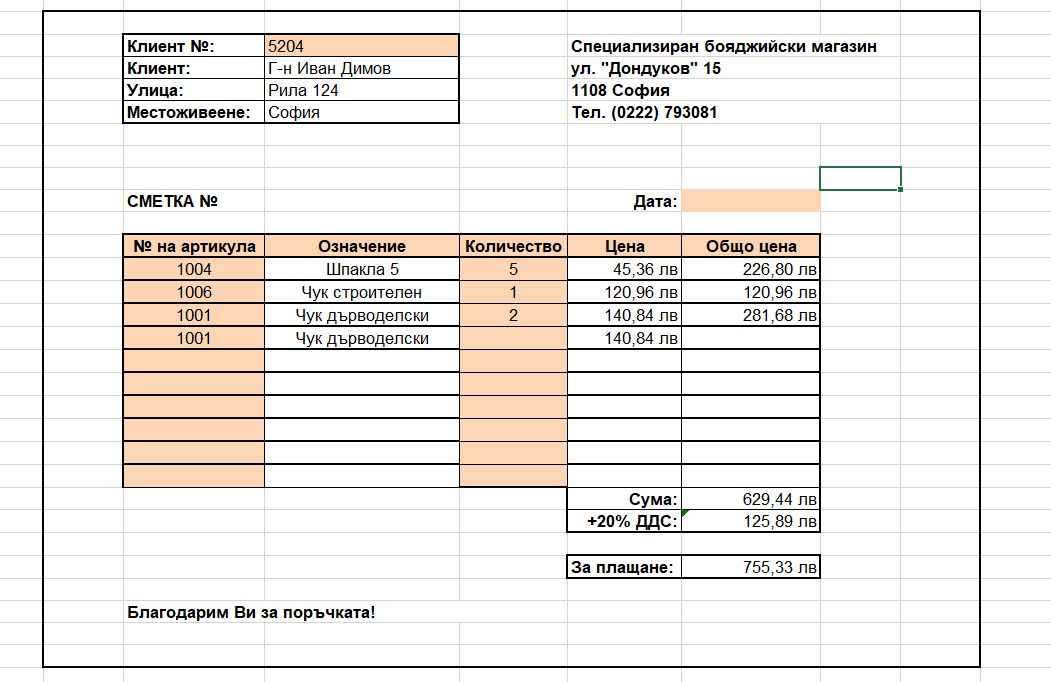 Клиент №: 5204
Клиент: Г-н Иван Димов
Улица: Рила 124
Местоживеене: София
Специализиран бояджийски магазин
ул. "Дондуков" 15
1108 София
Тел. (0222) 793081
СМЕТКА № Дата:
№ на артикула Означение Количество Цена Общо цена
1004 Шпакла 5 5 45,36 лв 226,80 лв
1006 Чук строителен 1 120,96 лв 120,96 лв
1001 Чук дърводелски 2 140,84 лв 281,68 лв
1001 Чук дърводелски 140,84 лв
Сума: 629,44 лв
+20% ДДС: 125,89 лв
За плащане: 755,33 лв
Благодарим Ви за поръчката!